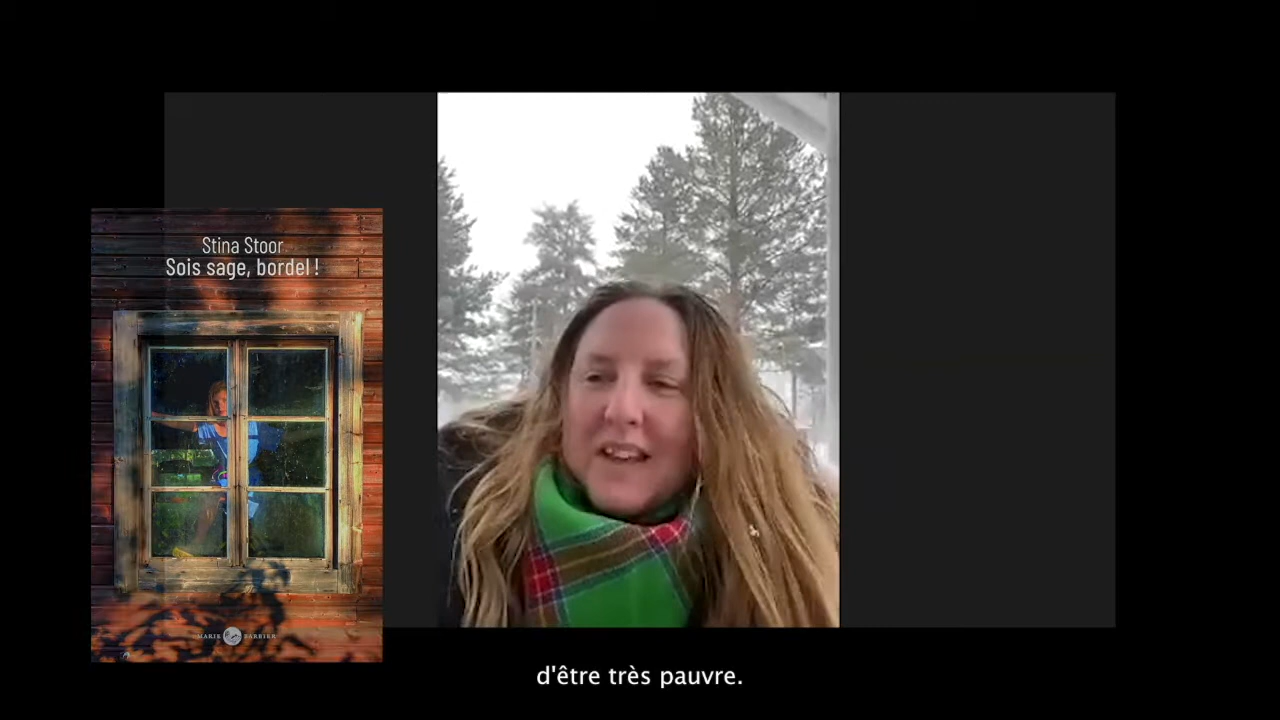 Stina Stoor
Sois sage, bordel !
MARIE BARBIER
d'être très pauvre.